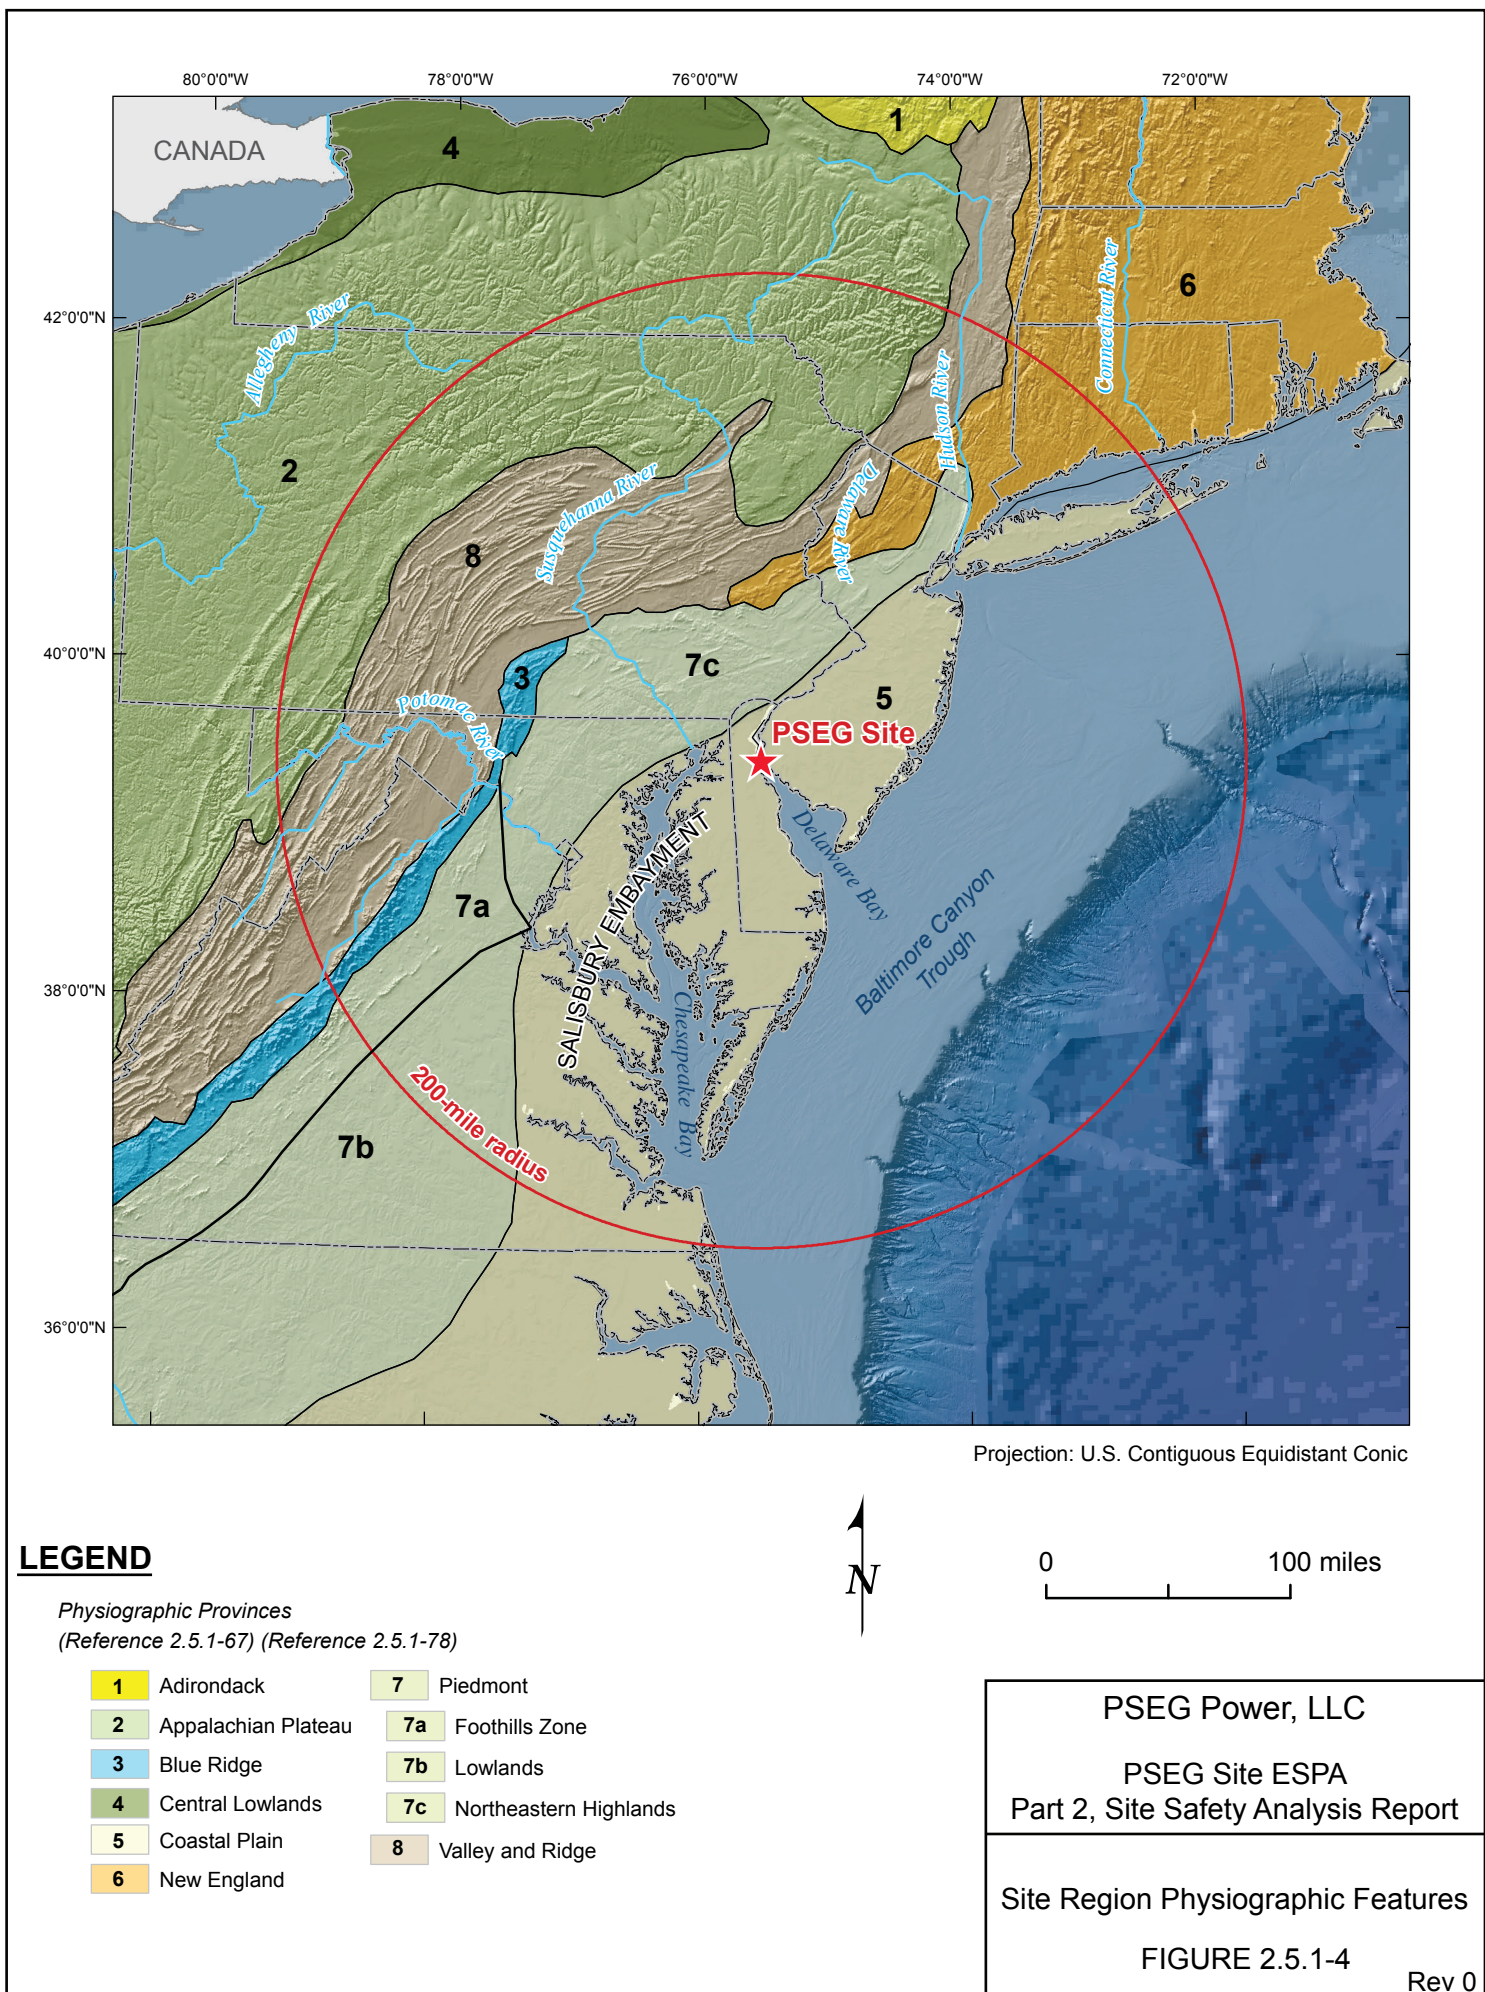 80°0'0"W
78°0'0"W
76°0'0"W
74°0'0"W
72°0'0"W
42°0'0"N
40°0'0"N
38°0'0"N
36°0'0"N
CANADA
4
1
6
Connecticut River
Allegheny River
Hudson River
2
Susquehanna River
Delaware River
8
3
7c
5
Potomac River
PSEG Site
Delaware Bay
7a
SALISBURY EMBAYMENT
Baltimore Canyon
Trough
Chesapeake Bay
200-mile radius
7b
Projection: U.S. Contiguous Equidistant Conic
N
0 100 miles
LEGEND
Physiographic Provinces
(Reference 2.5.1-67) (Reference 2.5.1-78)
1 Adirondack
2 Appalachian Plateau
3 Blue Ridge
4 Central Lowlands
5 Coastal Plain
6 New England
7 Piedmont
7a Foothills Zone
7b Lowlands
7c Northeastern Highlands
8 Valley and Ridge
PSEG Power, LLC
PSEG Site ESPA
Part 2, Site Safety Analysis Report
Site Region Physiographic Features
FIGURE 2.5.1-4
Rev 0